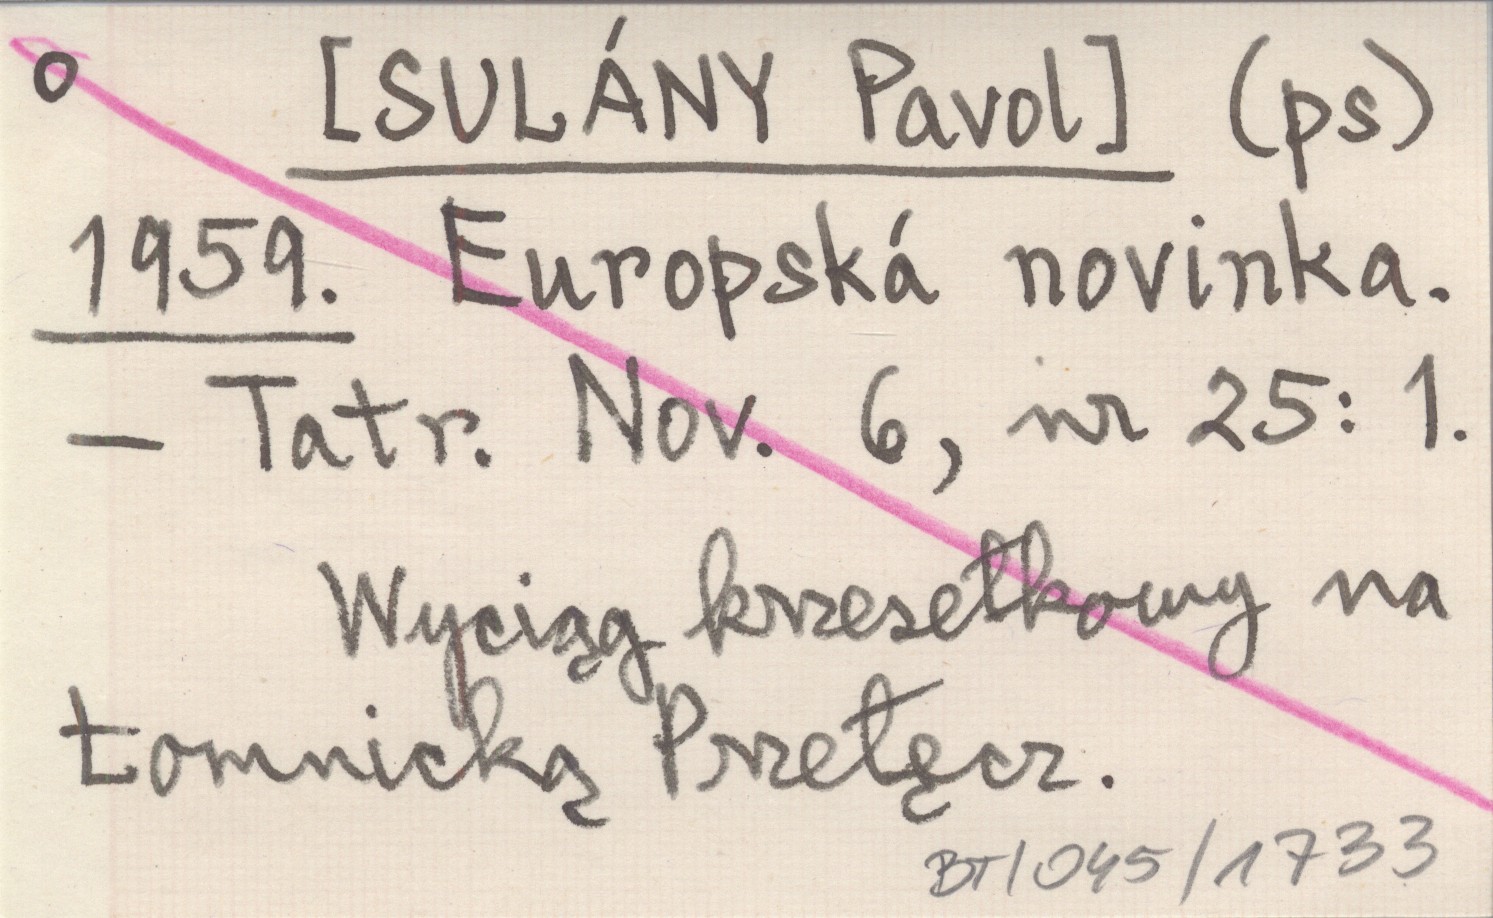 o [SULÁNY Pavol] (ps)
1959. Europská novinka.
– Tatr. Nov. 6, nr 25: 1.
Wyciąg krzesełkowy na
Łomnicką Przełęcz.
BT/045/1733